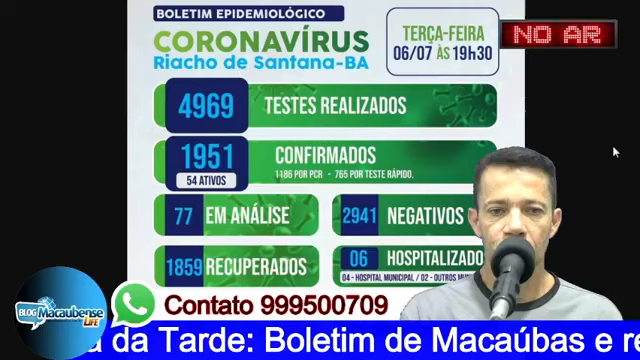 BOLETIM EPIDEMIOLÓGICO
CORONAVÍRUS
Riacho de Santana-BA
TERÇA-FEIRA
06/07 ÀS 19h30
NO AR
4969 TESTES REALIZADOS
1951 CONFIRMADOS
54 ATIVOS
1186 POR PCR - 765 POR TESTE RÁPIDO.
77 EM ANÁLISE
2941 NEGATIVOS
1859 RECUPERADOS
06 HOSPITALIZADO
04 - HOSPITAL MUNICIPAL / 02 - OUTROS
BLOG
Macaubense
LIFE
Contato 999500709
da Tarde: Boletim de Macaúbas e re